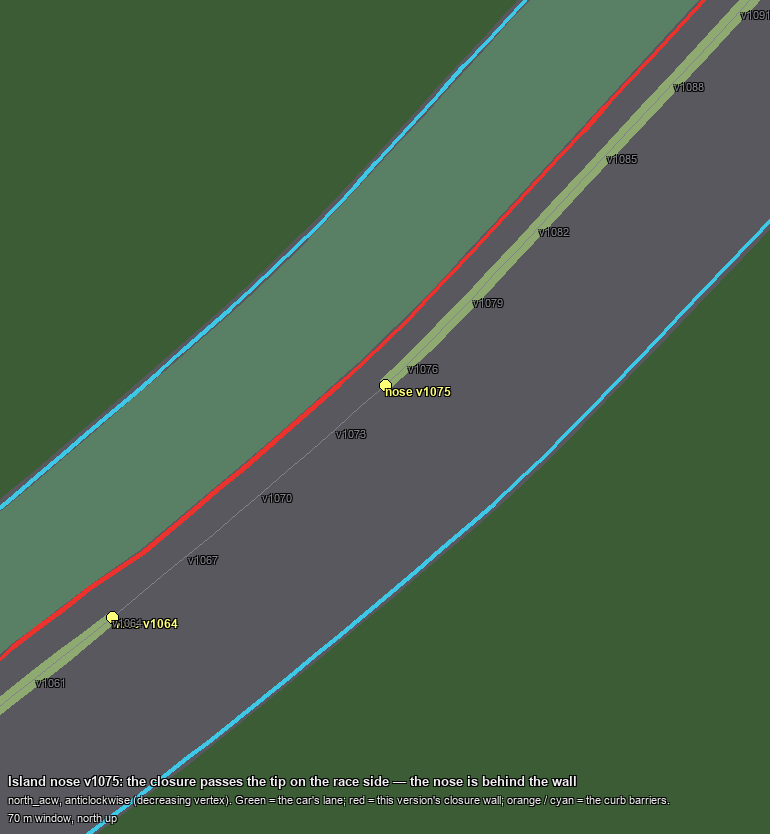 v1091
v1088
v1085
v1082
v1079
v1076
nose v1075
v1073
v1070
v1067
v1064
v1064
v1061
Island nose v1075: the closure passes the tip on the race side — the nose is behind the wall
north_acw, anticlockwise (decreasing vertex). Green = the car's lane; red = this version's closure wall; orange / cyan = the curb barriers.
70 m window, north up